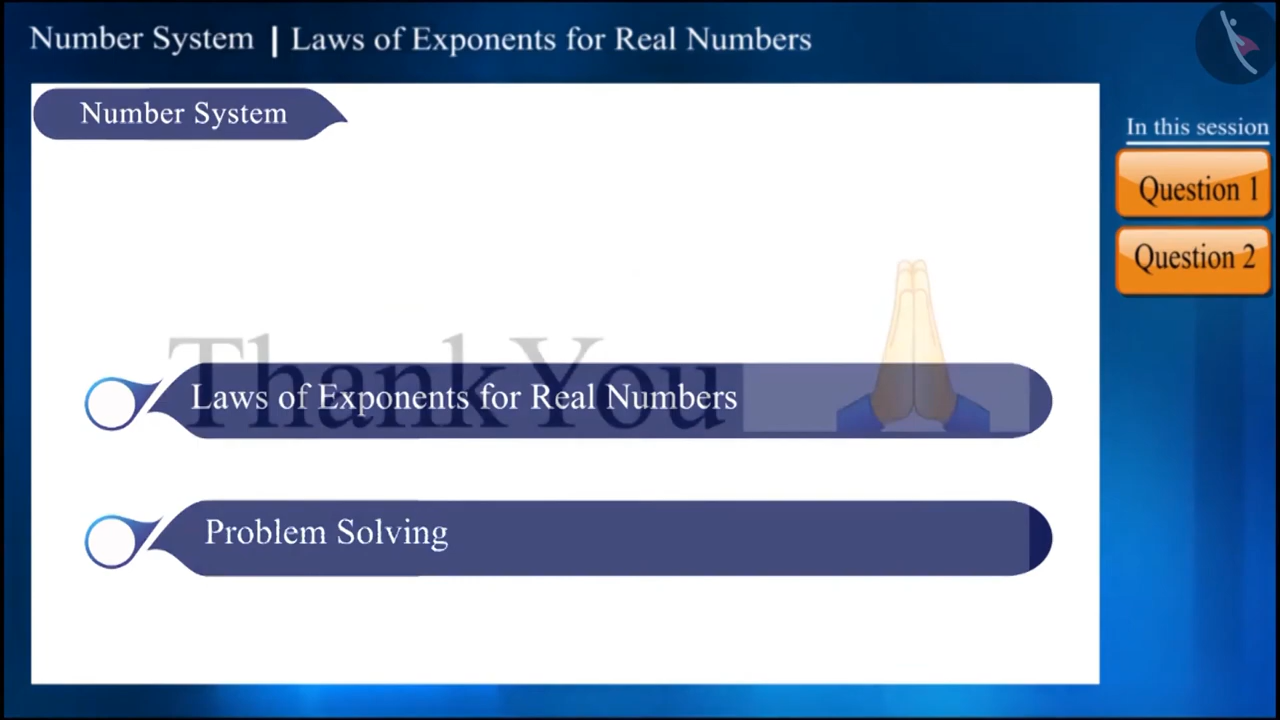 Number System | Laws of Exponents for Real Numbers
Number System
In this session
Question 1
Question 2
Thank You
Laws of Exponents for Real Numbers
Problem Solving